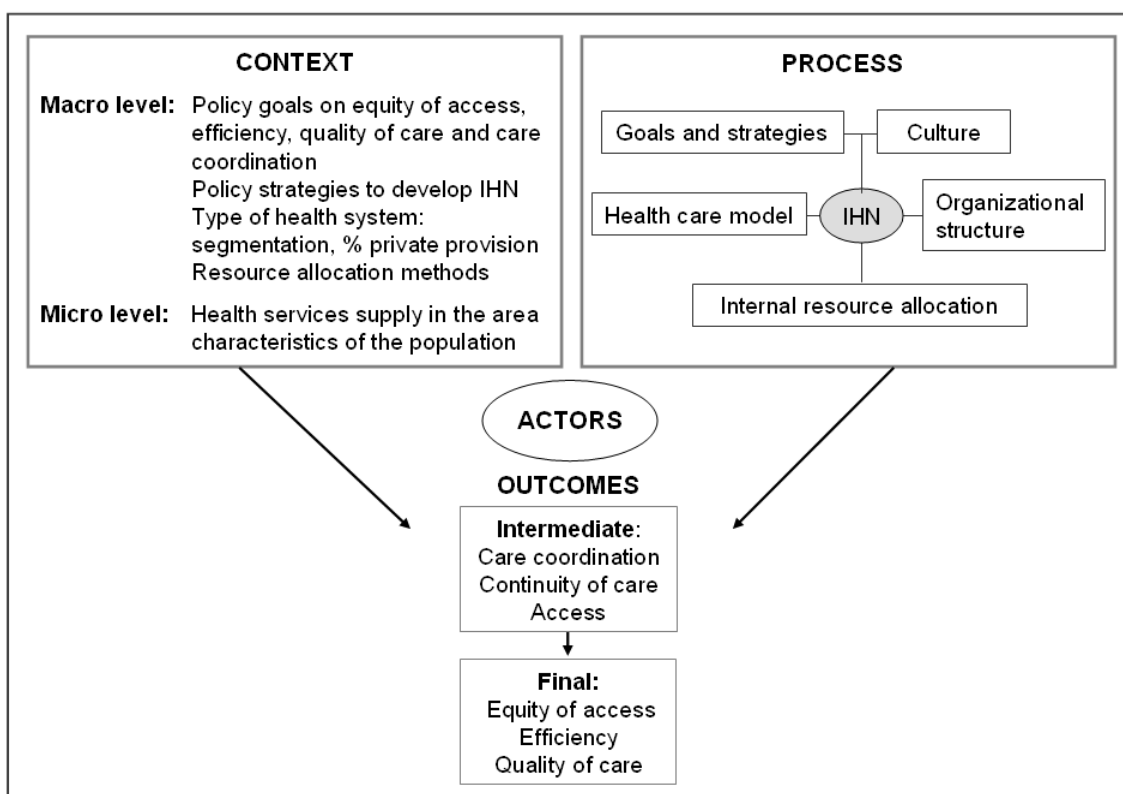 CONTEXT
Macro level: Policy goals on equity of access,
efficiency, quality of care and care
coordination
Policy strategies to develop IHN
Type of health system:
segmentation, % private provision
Resource allocation methods
Micro level: Health services supply in the area
characteristics of the population
PROCESS
Goals and strategies
Culture
Health care model
IHN
Organizational
structure
Internal resource allocation
ACTORS
OUTCOMES
Intermediate:
Care coordination
Continuity of care
Access
Final:
Equity of access
Efficiency
Quality of care